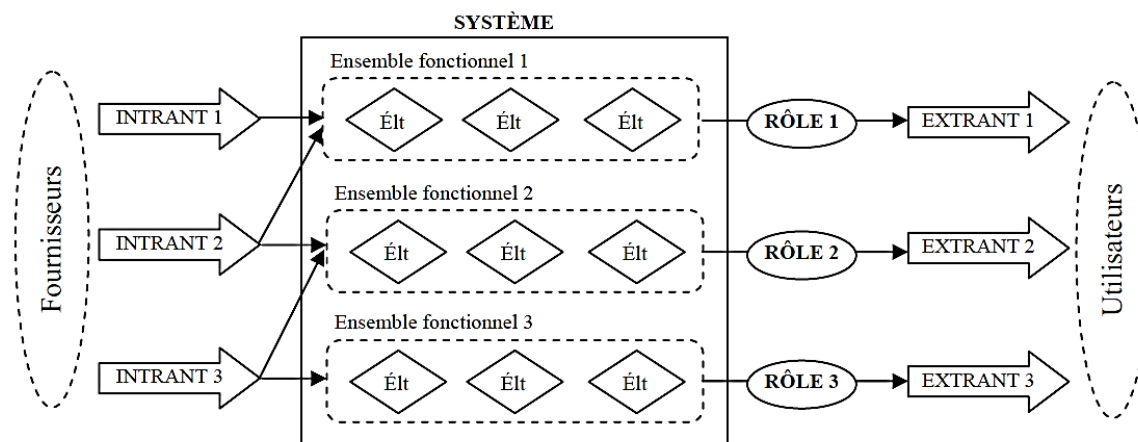 SYSTÈME
Ensemble fonctionnel 1
Fournisseurs
INTRANT 1
Élt Élt Élt
RÔLE 1
EXTRANT 1
Utilisateurs
Ensemble fonctionnel 2
INTRANT 2
Élt Élt Élt
RÔLE 2
EXTRANT 2
Ensemble fonctionnel 3
INTRANT 3
Élt Élt Élt
RÔLE 3
EXTRANT 3